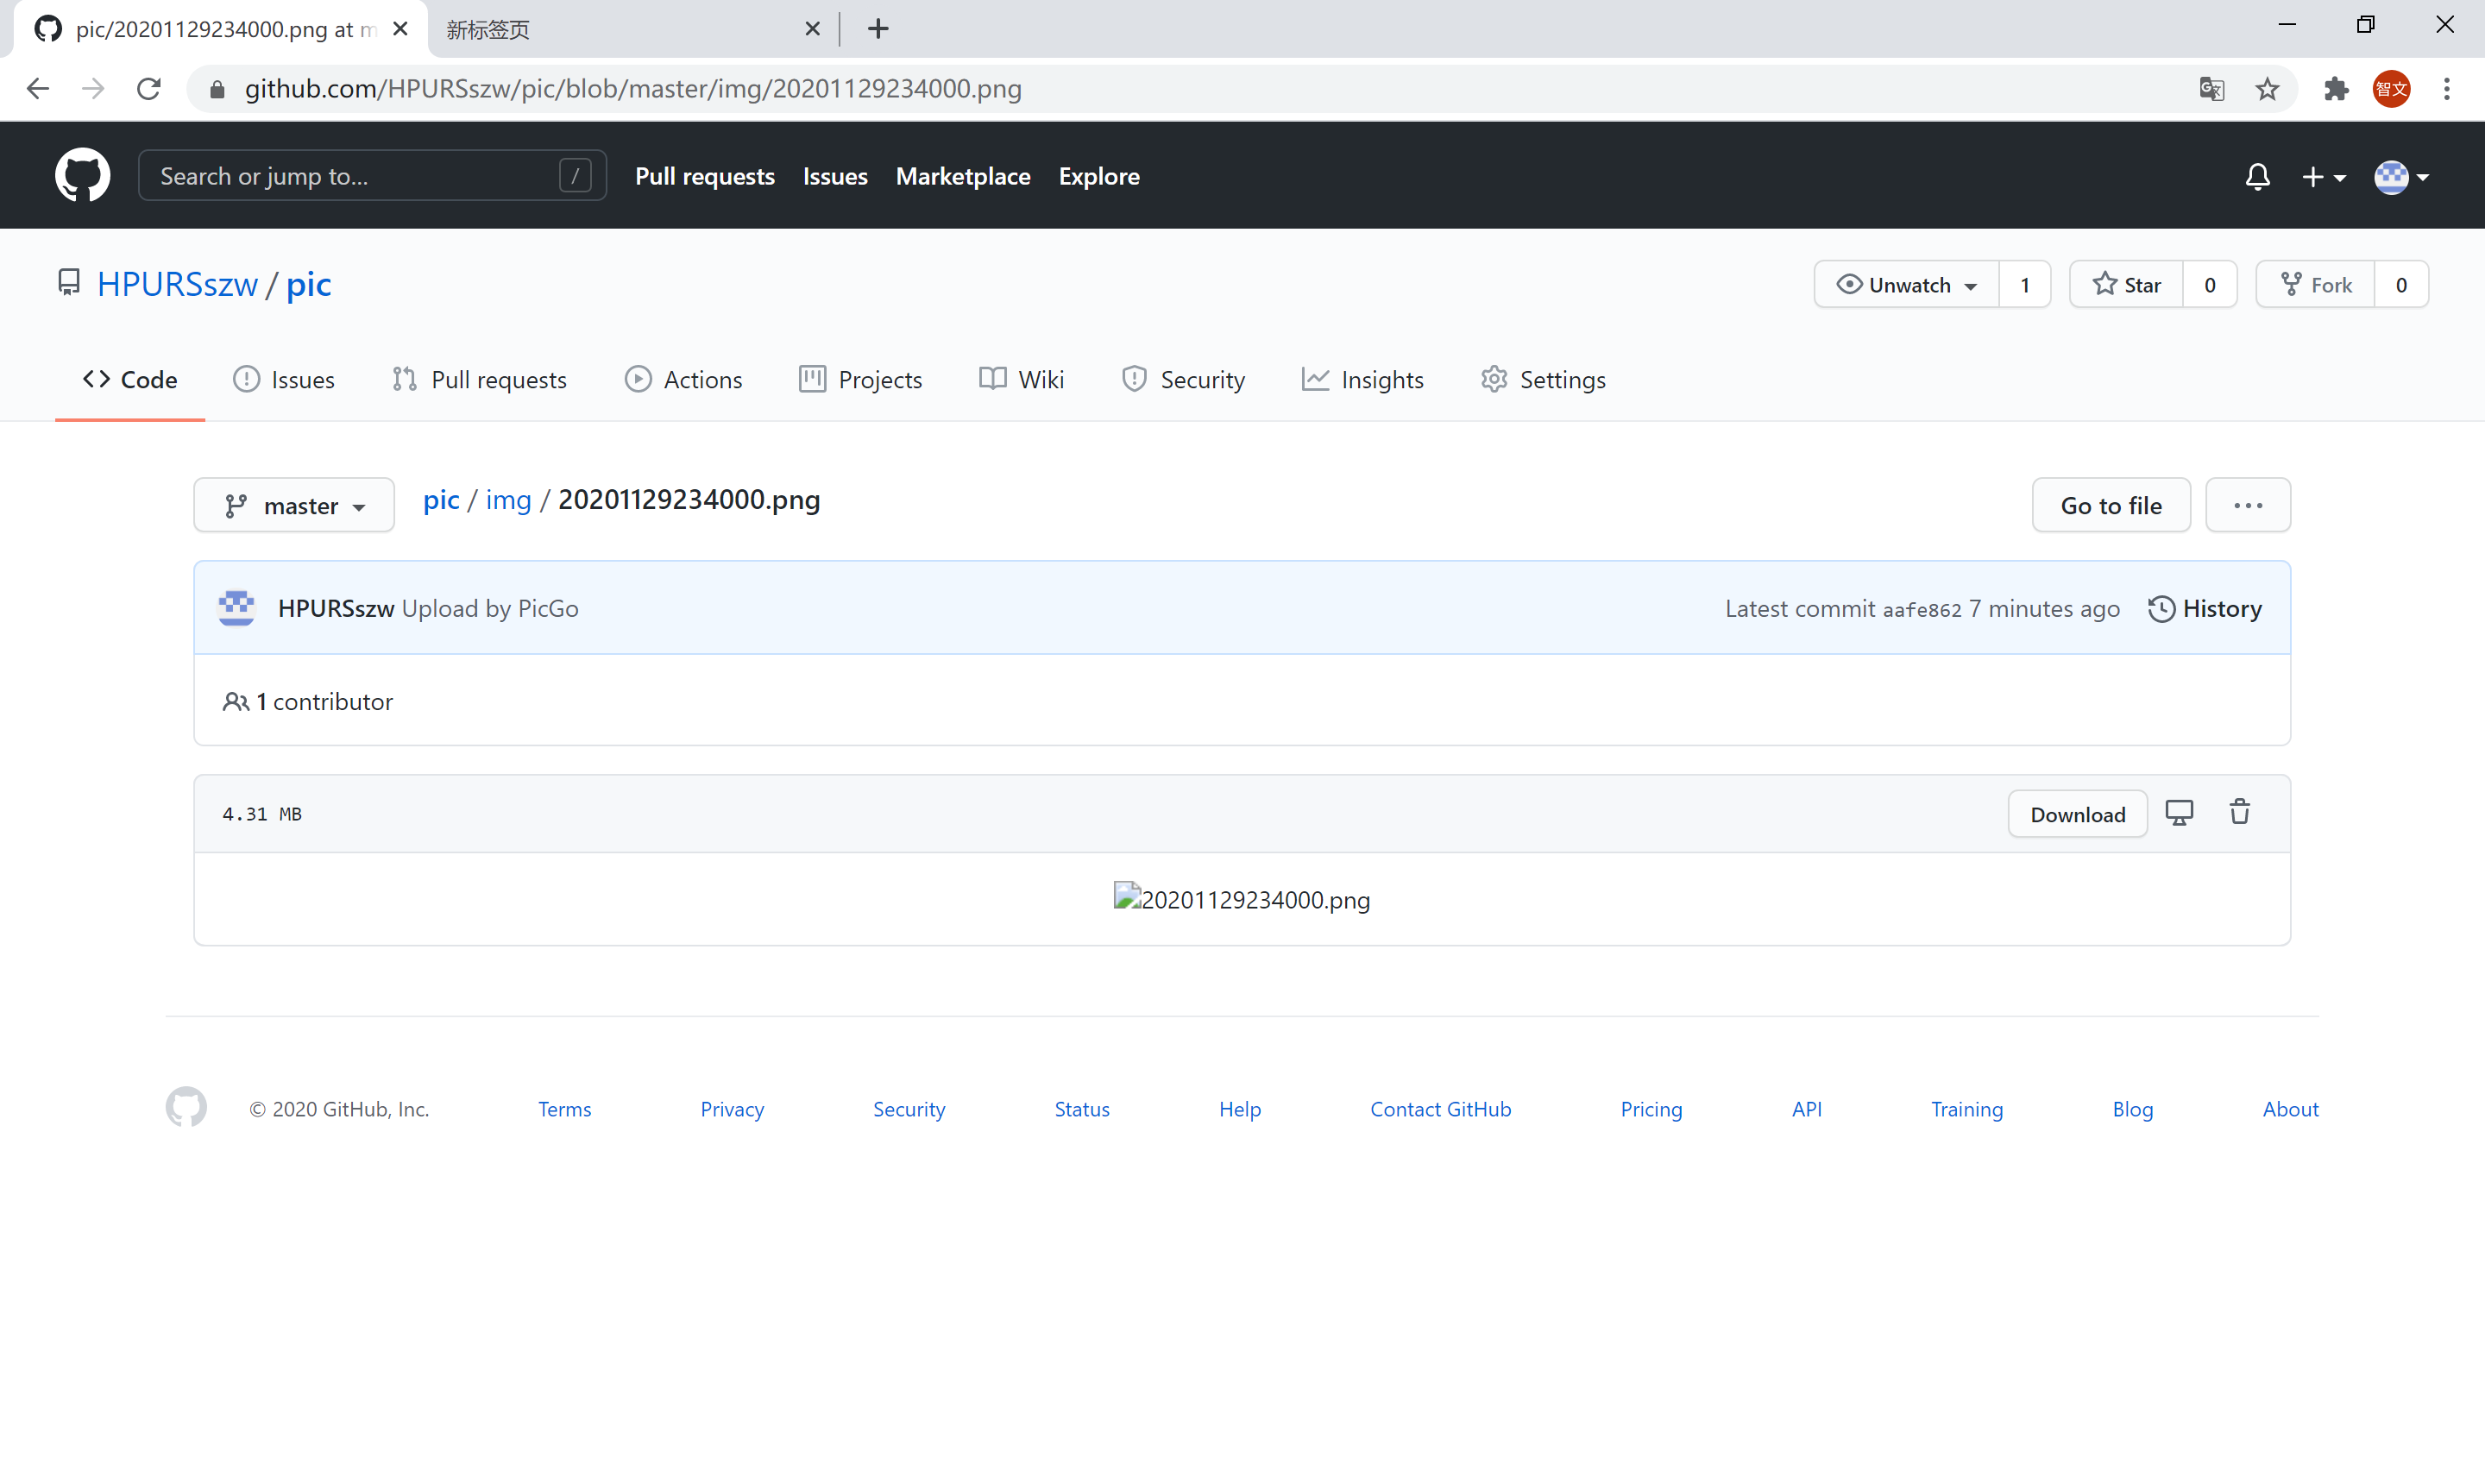 pic/20201129234000.png at m
新标签页
github.com/HPURSszw/pic/blob/master/img/20201129234000.png
智文
Search or jump to...
/
Pull requests
Issues
Marketplace
Explore
HPURSszw / pic
Unwatch 1
Star 0
Fork 0
Code
Issues
Pull requests
Actions
Projects
Wiki
Security
Insights
Settings
master
pic / img / 20201129234000.png
Go to file
HPURSszw Upload by PicGo
Latest commit aafe862 7 minutes ago
History
1 contributor
4.31 MB
Download
20201129234000.png
© 2020 GitHub, Inc.
Terms
Privacy
Security
Status
Help
Contact GitHub
Pricing
API
Training
Blog
About